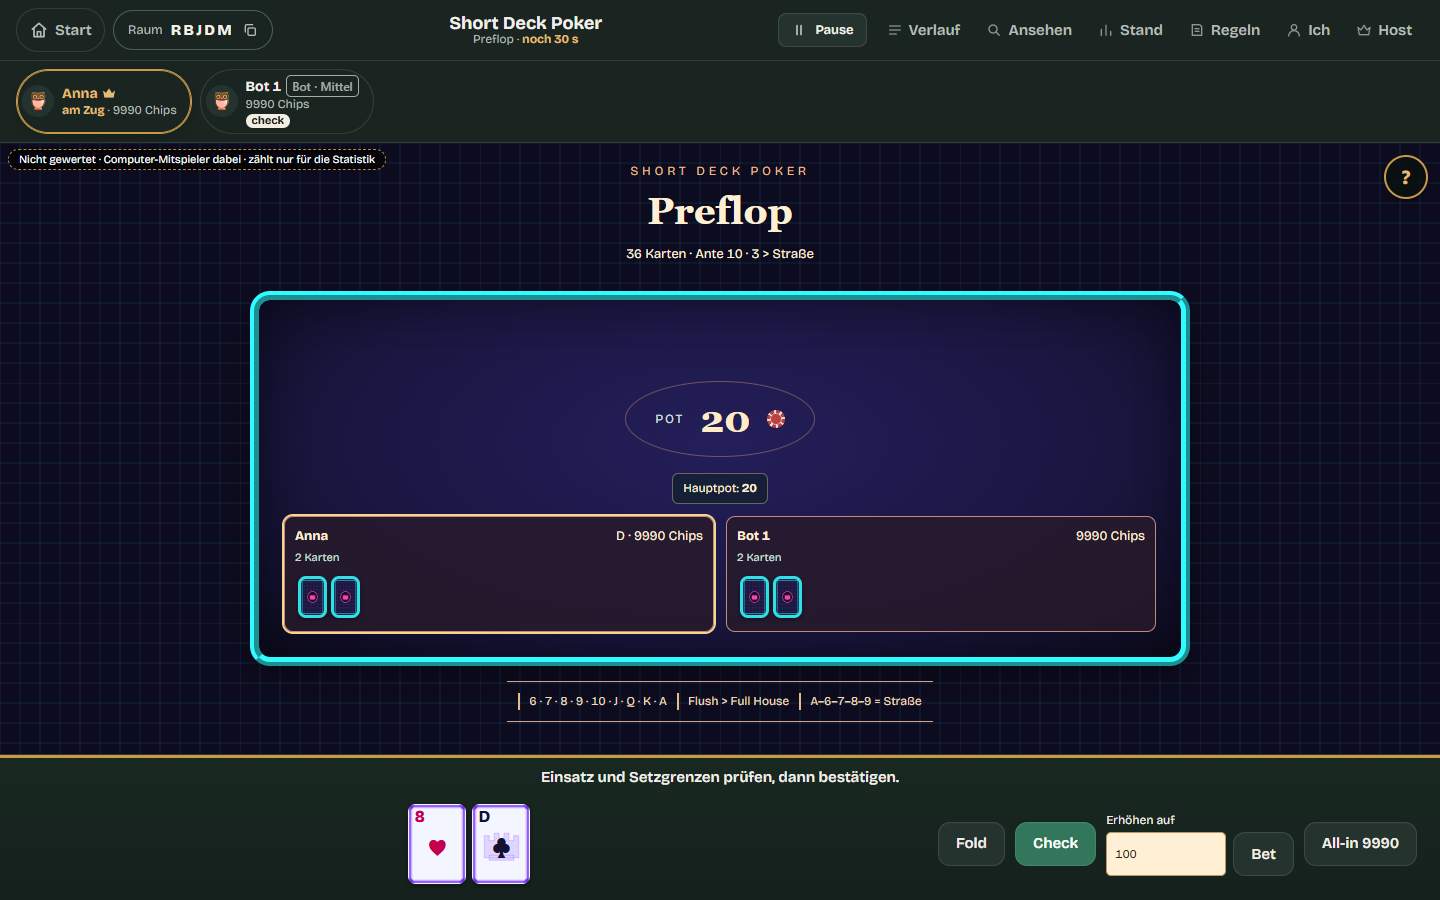 Start
Raum RBJDM
Short Deck Poker
Preflop · noch 30 s
Pause
Verlauf
Ansehen
Stand
Regeln
Ich
Host
Anna
am Zug · 9990 Chips
Bot 1 Bot · Mittel
9990 Chips
check
Nicht gewertet · Computer-Mitspieler dabei · zählt nur für die Statistik
?
SHORT DECK POKER
Preflop
36 Karten · Ante 10 · 3 > Straße
POT 20
Hauptpot: 20
Anna D · 9990 Chips
2 Karten
Bot 1 9990 Chips
2 Karten
6 · 7 · 8 · 9 · 10 · J · Q · K · A
Flush > Full House
A–6–7–8–9 = Straße
Einsatz und Setzgrenzen prüfen, dann bestätigen.
8
D
Fold
Check
Erhöhen auf
100
Bet
All-in 9990